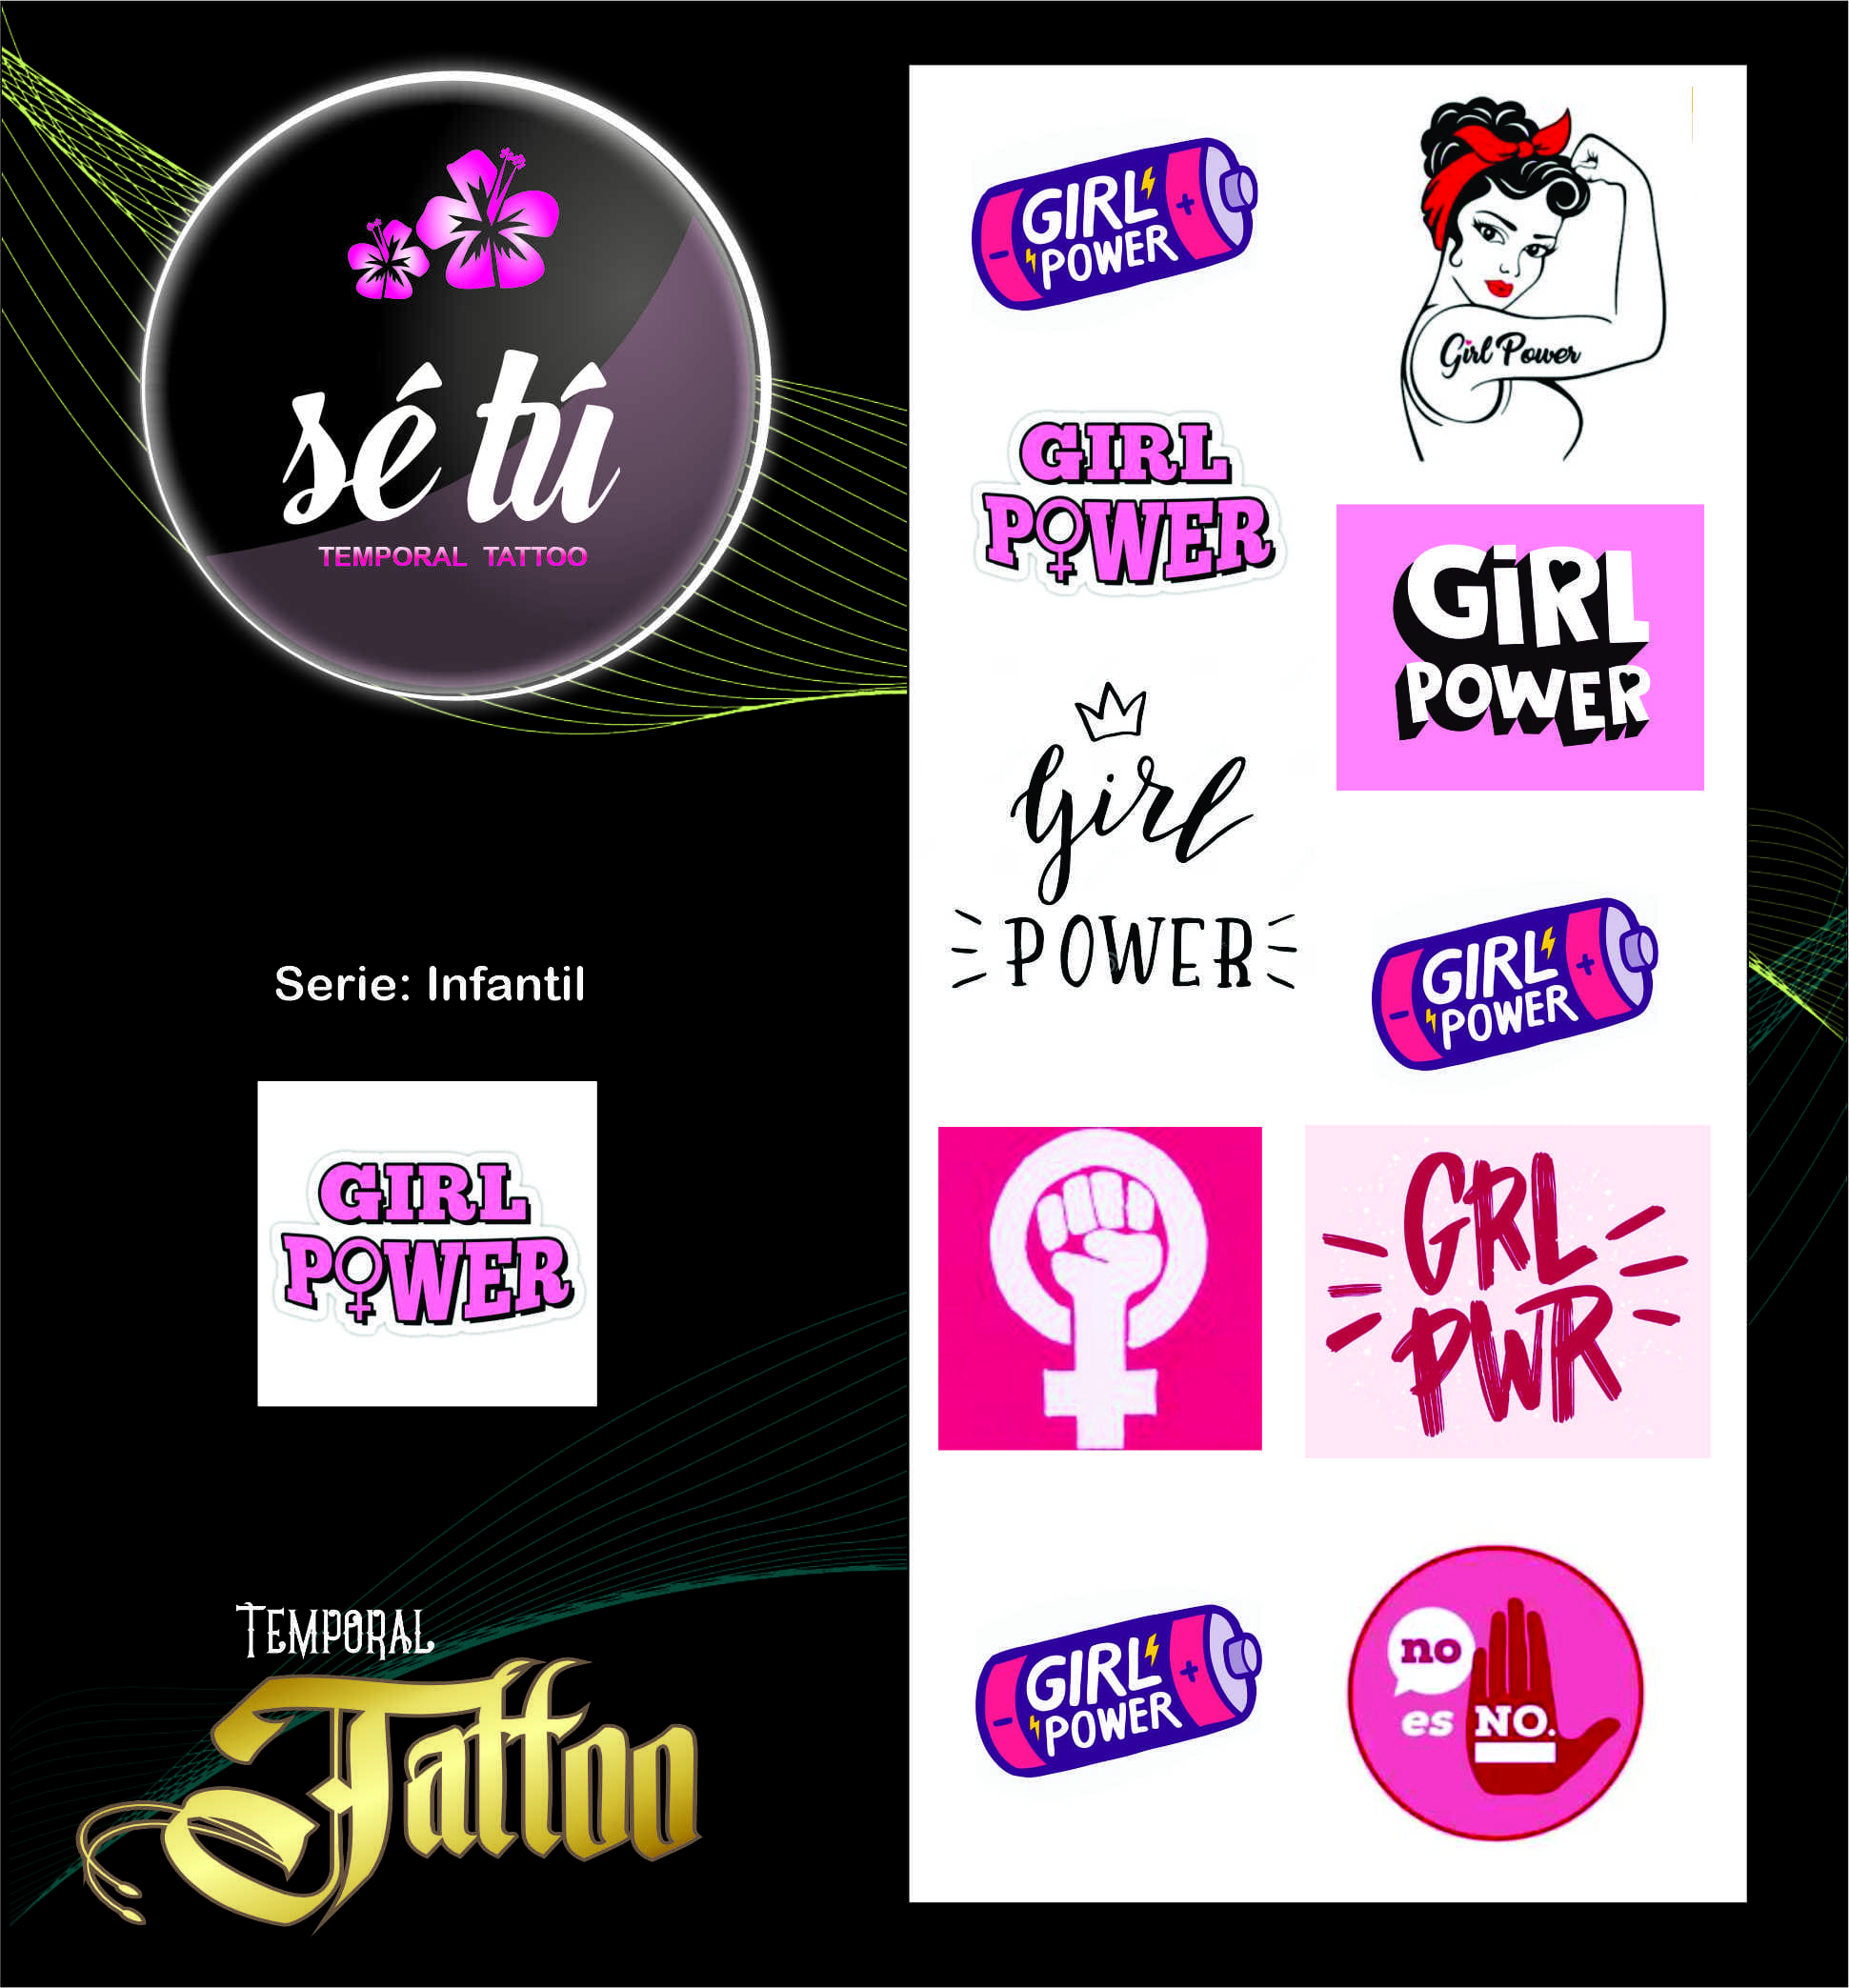 sé tú
TEMPORAL TATTOO
Serie: Infantil
GIRL
POWER
TEMPORAL
Tattoo
GIRL
POWER
Girl Power
GIRL
POWER
GiRL
POWER
girl
POWER
GIRL
POWER
GRL
PWR
GIRL
POWER
no
es NO.